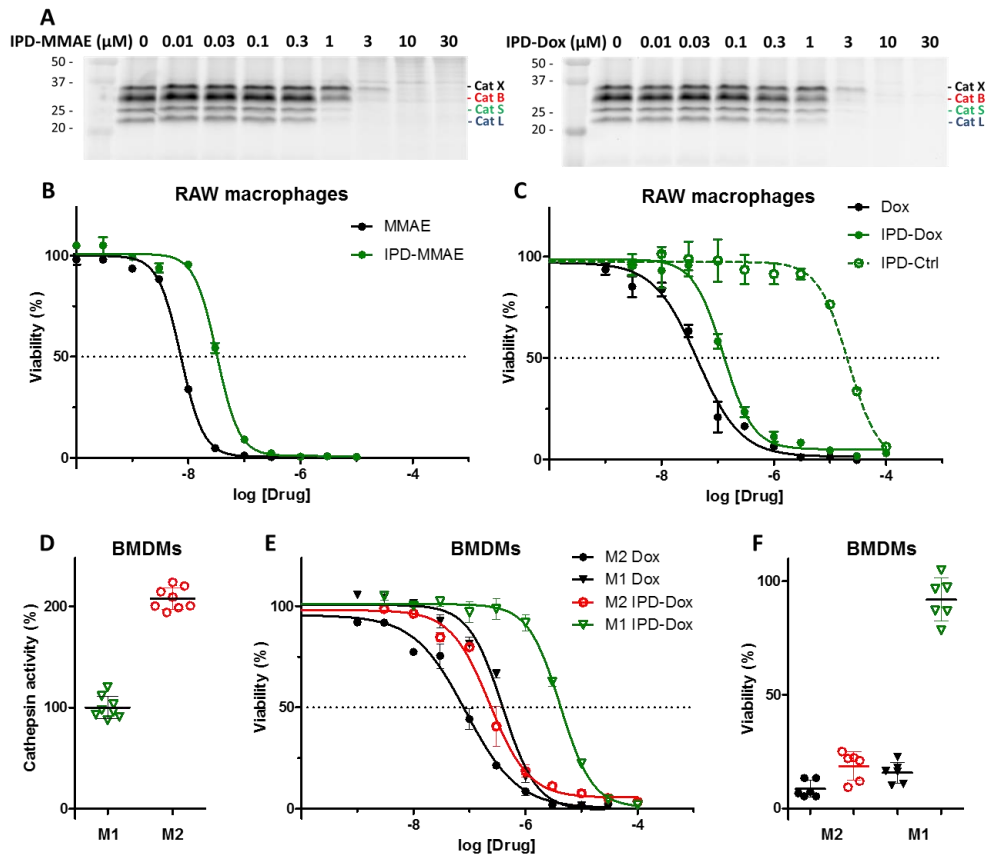 A
IPD-MMAE (µM) 0 0.01 0.03 0.1 0.3 1 3 10 30
50 -
37 -
25 -
20 -
- Cat X
- Cat B
- Cat S
- Cat L
IPD-Dox (µM) 0 0.01 0.03 0.1 0.3 1 3 10 30
50 -
37 -
25 -
20 -
- Cat X
- Cat B
- Cat S
- Cat L
B
RAW macrophages
MMAE
IPD-MMAE
Viability (%)
100
50
0
-8 -6 -4
log [Drug]
C
RAW macrophages
Dox
IPD-Dox
IPD-Ctrl
Viability (%)
100
50
0
-8 -6 -4
log [Drug]
D
BMDMs
Cathepsin activity (%)
200
100
0
M1 M2
E
BMDMs
M2 Dox
M1 Dox
M2 IPD-Dox
M1 IPD-Dox
Viability (%)
100
50
0
-8 -6 -4
log [Drug]
F
BMDMs
Viability (%)
100
50
0
M2 M1